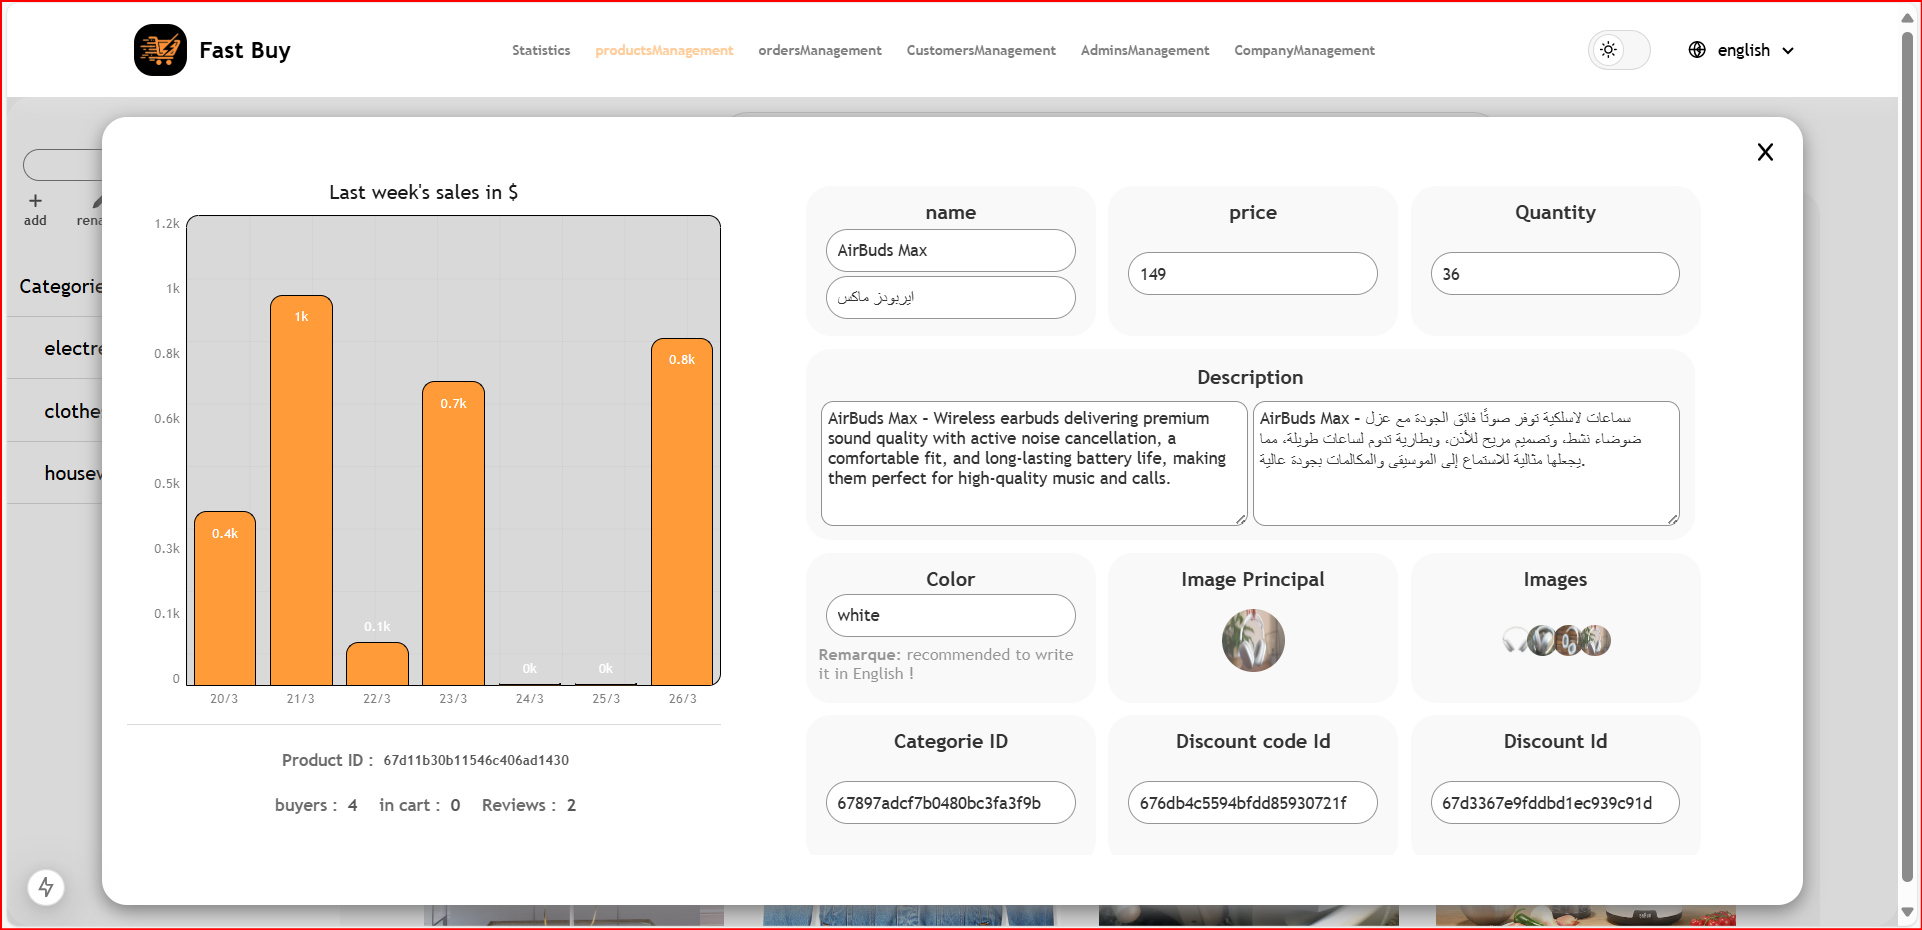 Fast Buy
Statistics
productsManagement
ordersManagement
CustomersManagement
AdminsManagement
CompanyManagement
english
X
add
Categorie
Last week's sales in $
1.2k
1k
0.8k
0.6k
0.5k
0.3k
0.1k
0
0.4k
1k
0.1k
0.7k
0k
0k
0.8k
20/3
21/3
22/3
23/3
24/3
25/3
26/3
Product ID : 67d11b30b11546c406ad1430
buyers : 4 in cart : 0 Reviews : 2
name
AirBuds Max
ايربودز ماكس
price
149
Quantity
36
Description
AirBuds Max - Wireless earbuds delivering premium
sound quality with active noise cancellation, a
comfortable fit, and long-lasting battery life, making
them perfect for high-quality music and calls.
AirBuds Max - سماعات لاسلكية توفر صوتًا فائق الجودة مع عزل
ضوضاء نشط، وتصميم مريح للأذن، وبطارية تدوم لساعات طويلة، مما
يجعلها مثالية للاستماع إلى الموسيقى والمكالمات بجودة عالية.
Color
white
Remarque: recommended to write
it in English !
Image Principal
Images
Categorie ID
67897adcf7b0480bc3fa3f9b
Discount code Id
676db4c5594bfdd85930721f
Discount Id
67d3367e9fddbd1ec939c91d